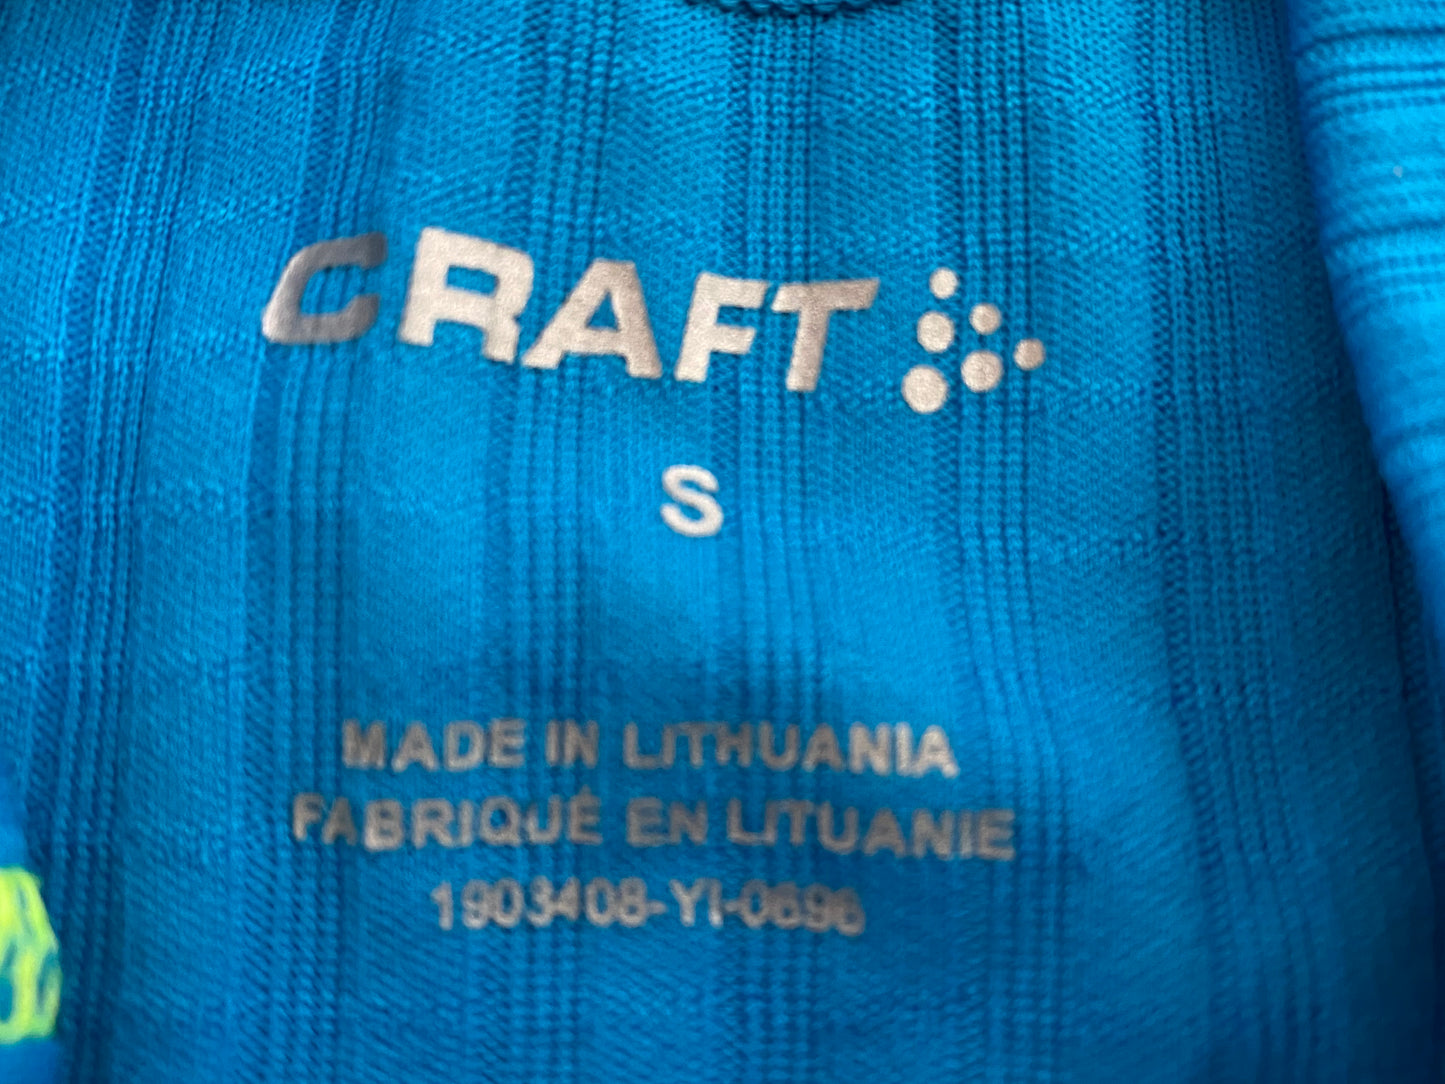 CRAFT
S
MADE IN LITHUANIA
FABRIQUÉ EN LITUANIE
1903408-YI-0696